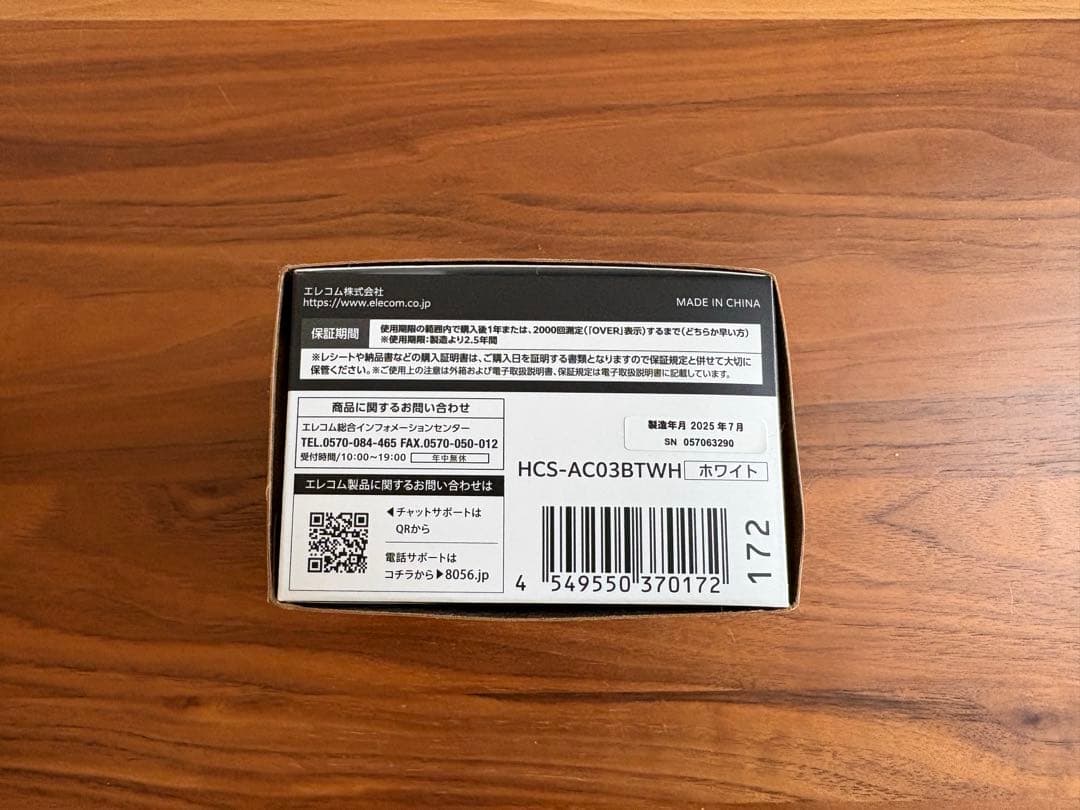 エレコム株式会社
https://www.elecom.co.jp
MADE IN CHINA
保証期間
使用期限の範囲内で購入後1年または、2000回測定(「OVER」表示)するまで(どちらか早い方)
※使用期限:製造より2.5年間
※レシートや納品書などの購入証明書は、ご購入日を証明する書類となりますので保証規定と併せて大切に
保管ください。※ご使用上の注意は外箱および電子取扱説明書、保証規定は電子取扱説明書に記載しています。
商品に関するお問い合わせ
エレコム総合インフォメーションセンター
TEL.0570-084-465 FAX.0570-050-012
受付時間/10:00~19:00 年中無休
エレコム製品に関するお問い合わせは
◀チャットサポートは
QRから
電話サポートは
コチラから▶8056.jp
製造年月 2025年7月
SN 057063290
HCS-AC03BTWH ホワイト
4 549550 370172
172